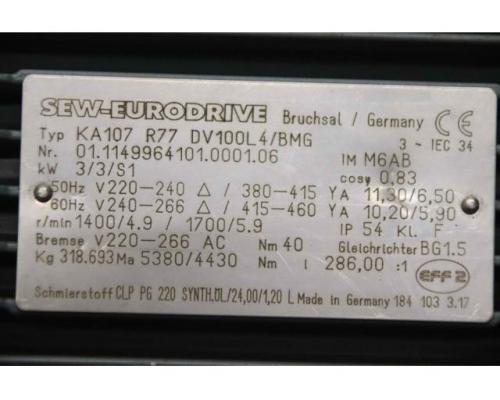 SEW-EURODRIVE Bruchsal / Germany CE
Typ KA107 R77 DV100L4/BMG 3 ~ IEC 34
Nr. 01.1149964101.0001.06 IM M6AB
kW 3/3/S1 cosφ 0,83
50Hz V220-240 Δ / 380-415 Y A 11,30/6,50
60Hz V240-266 Δ / 415-460 Y A 10,20/5,90
r/min 1400/4.9 / 1700/5.9 IP 54 Kl. F
Bremse V220-266 AC Nm 40 Gleichrichter BG1.5
Kg 318.693 Ma 5380/4430 Nm i 286,00 :1 EFF2
Schmierstoff CLP PG 220 SYNTH.ÖL/24,00/1,20 L Made in Germany 184 103 3.17